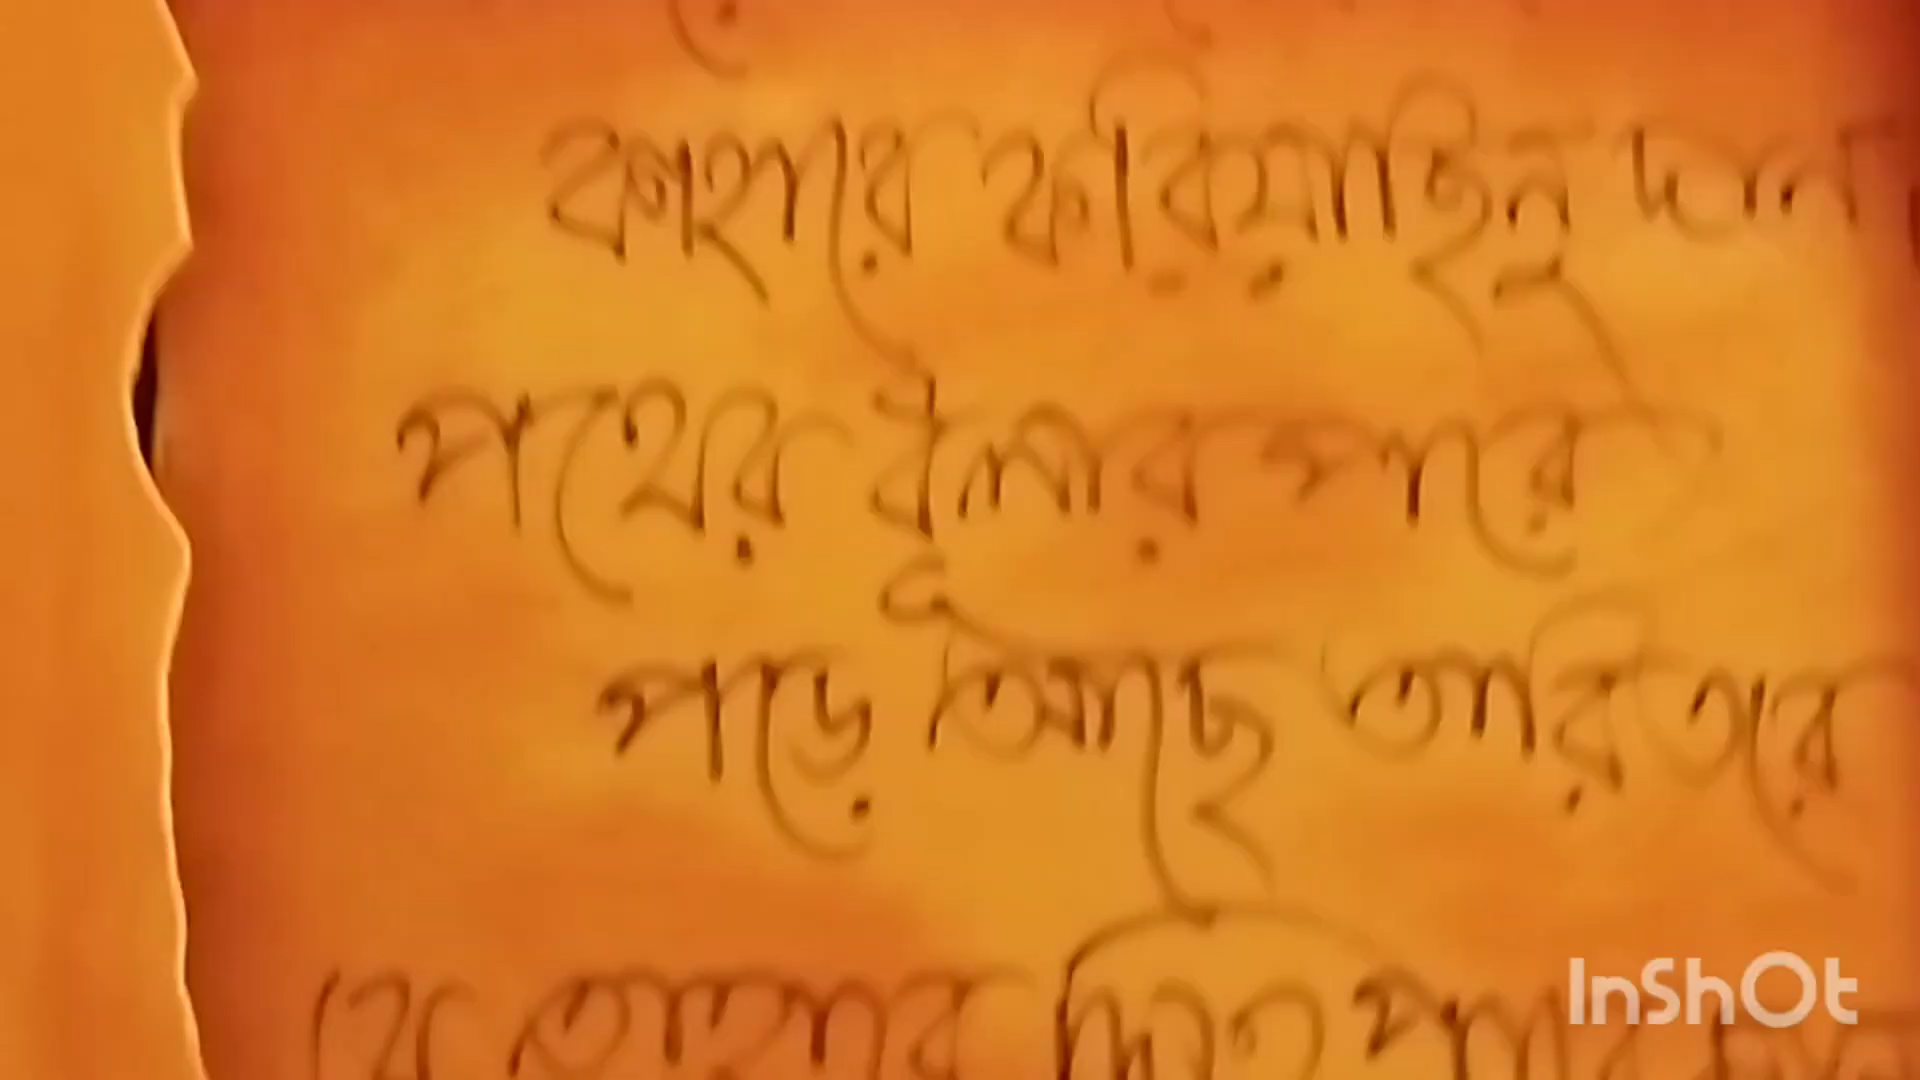 কাহারে করিয়াছিনু দান
পথের ধূলার পরে
পড়ে আছে তারি তরে
যে তাহারে দিতে পারে
InShOt